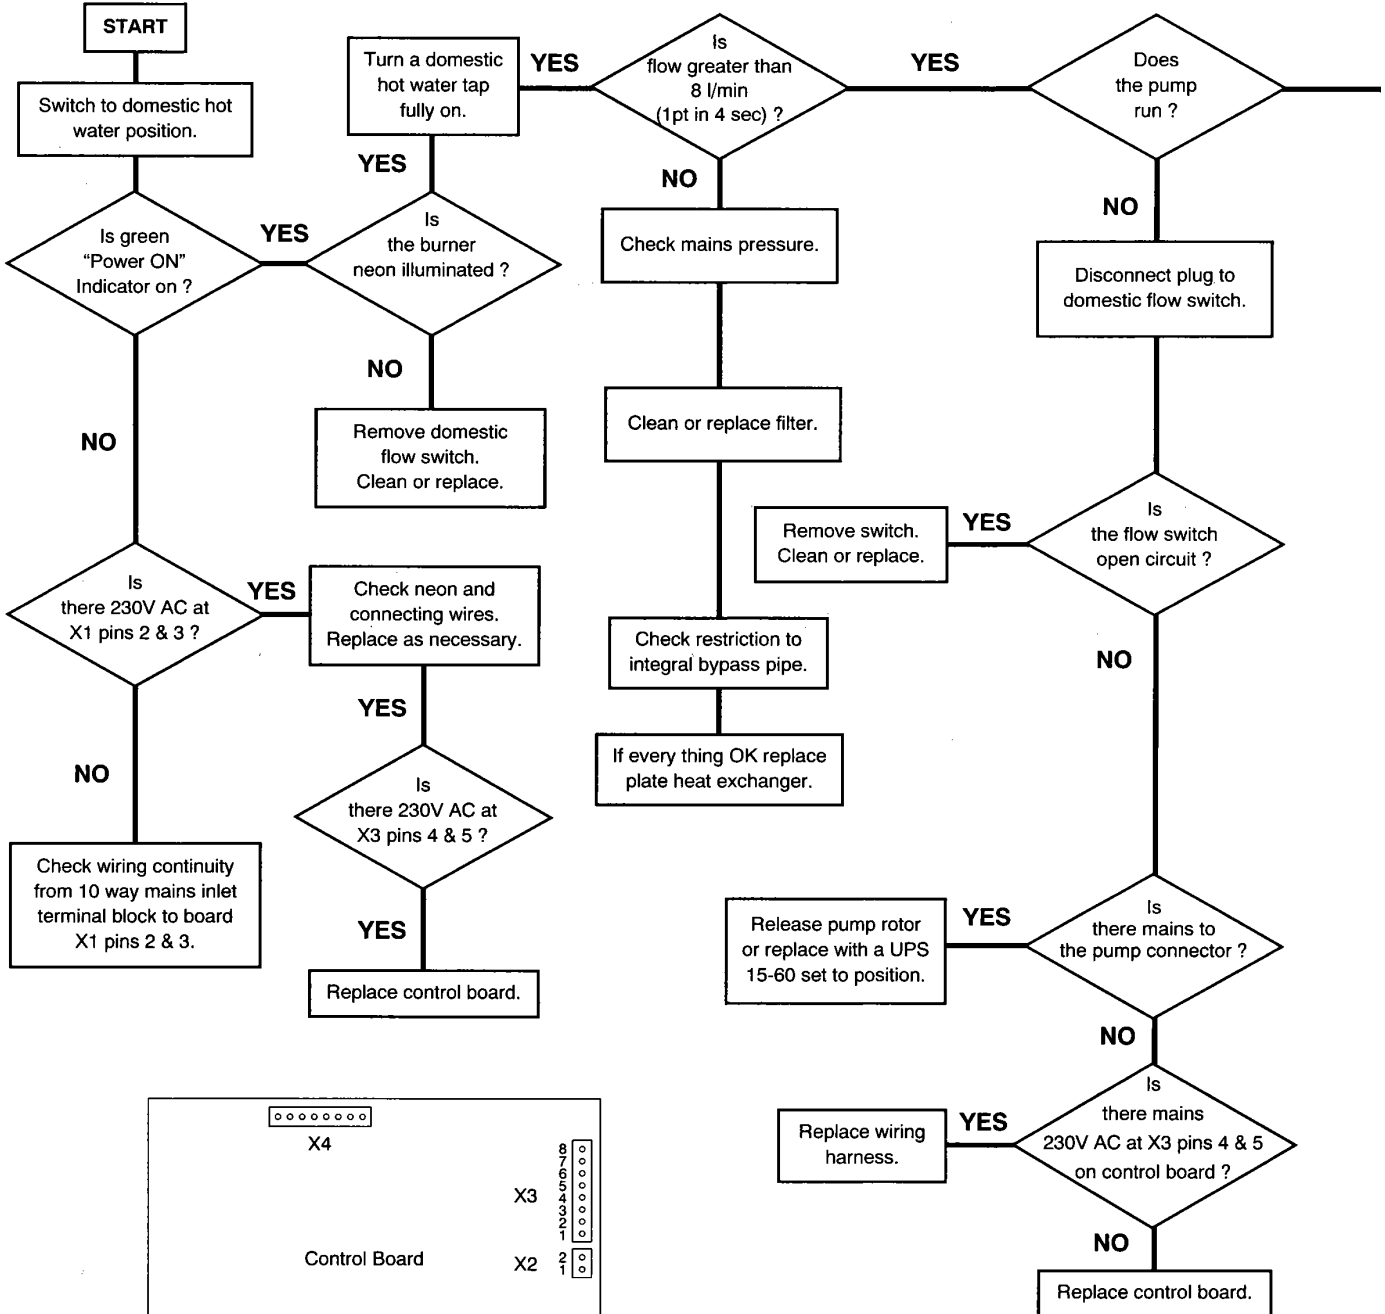 START
Switch to domestic hot
water position.
Is green
“Power ON”
Indicator on ?
YES
NO
Is
the burner
neon illuminated ?
YES
NO
Turn a domestic
hot water tap
fully on.
YES
Remove domestic
flow switch.
Clean or replace.
Is
there 230V AC at
X1 pins 2 & 3 ?
YES
NO
Check neon and
connecting wires.
Replace as necessary.
YES
Is
there 230V AC at
X3 pins 4 & 5 ?
YES
Replace control board.
Check wiring continuity
from 10 way mains inlet
terminal block to board
X1 pins 2 & 3.
Is
flow greater than
8 l/min
(1pt in 4 sec) ?
YES
NO
Check mains pressure.
Clean or replace filter.
Check restriction to
integral bypass pipe.
If every thing OK replace
plate heat exchanger.
Does
the pump
run ?
NO
Disconnect plug to
domestic flow switch.
Is
the flow switch
open circuit ?
YES
Remove switch.
Clean or replace.
NO
Is
there mains to
the pump connector ?
YES
Release pump rotor
or replace with a UPS
15-60 set to position.
NO
Is
there mains
230V AC at X3 pins 4 & 5
on control board ?
YES
Replace wiring
harness.
NO
Replace control board.
X4
X3
8
7
6
5
4
3
2
1
Control Board
X2
2
1